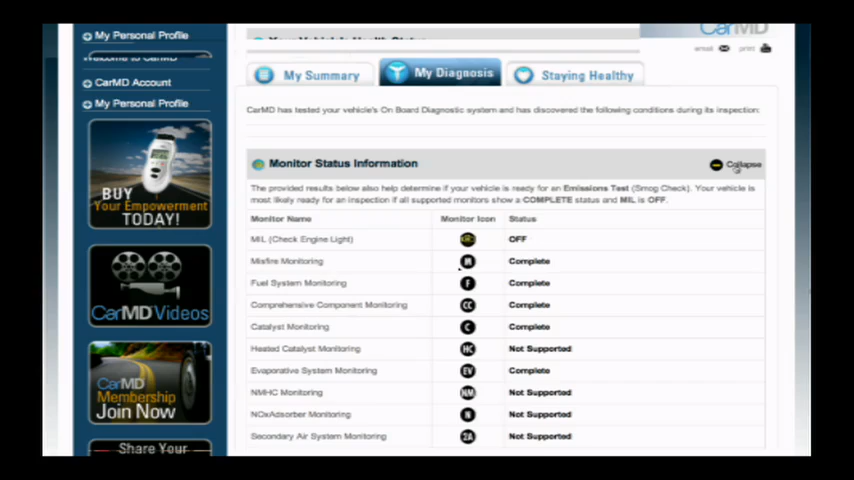 My Personal Profile
Welcome to CarMD
CarMD Account
My Personal Profile
BUY
Your Empowerment
TODAY!
CarMD Videos
CarMD
Membership
Join Now
Share Your
Your Vehicle's Health Status
CarMD
email print
My Summary
My Diagnosis
Staying Healthy
CarMD has tested your vehicle's On Board Diagnostic system and has discovered the following conditions during its inspection:
Monitor Status Information
Collapse
The provided results below also help determine if your vehicle is ready for an Emissions Test (Smog Check). Your vehicle is
most likely ready for an inspection if all supported monitors show a COMPLETE status and MIL is OFF.
Monitor Name Monitor Icon Status
MIL (Check Engine Light) OFF
Misfire Monitoring M Complete
Fuel System Monitoring F Complete
Comprehensive Component Monitoring CC Complete
Catalyst Monitoring C Complete
Heated Catalyst Monitoring HC Not Supported
Evaporative System Monitoring EV Complete
NMHC Monitoring NM Not Supported
NOxAdsorber Monitoring N Not Supported
Secondary Air System Monitoring 2A Not Supported